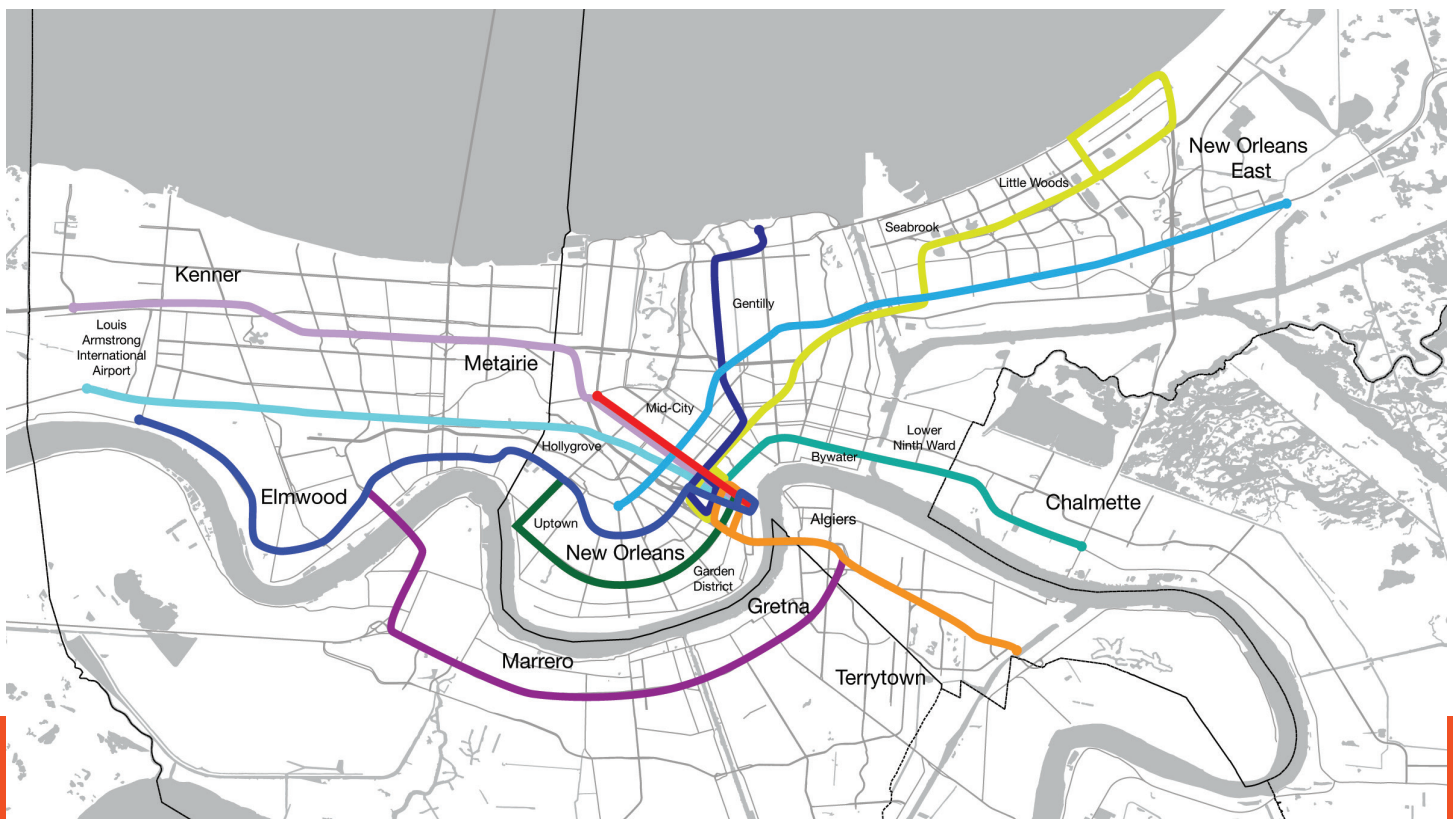 New Orleans
East
Little Woods
Seabrook
Kenner
Gentilly
Louis
Armstrong
International
Airport
Metairie
Mid-City
Hollygrove
Lower
Ninth Ward
Bywater
Elmwood
Chalmette
Uptown
Algiers
New Orleans
Garden
District
Gretna
Marrero
Terrytown